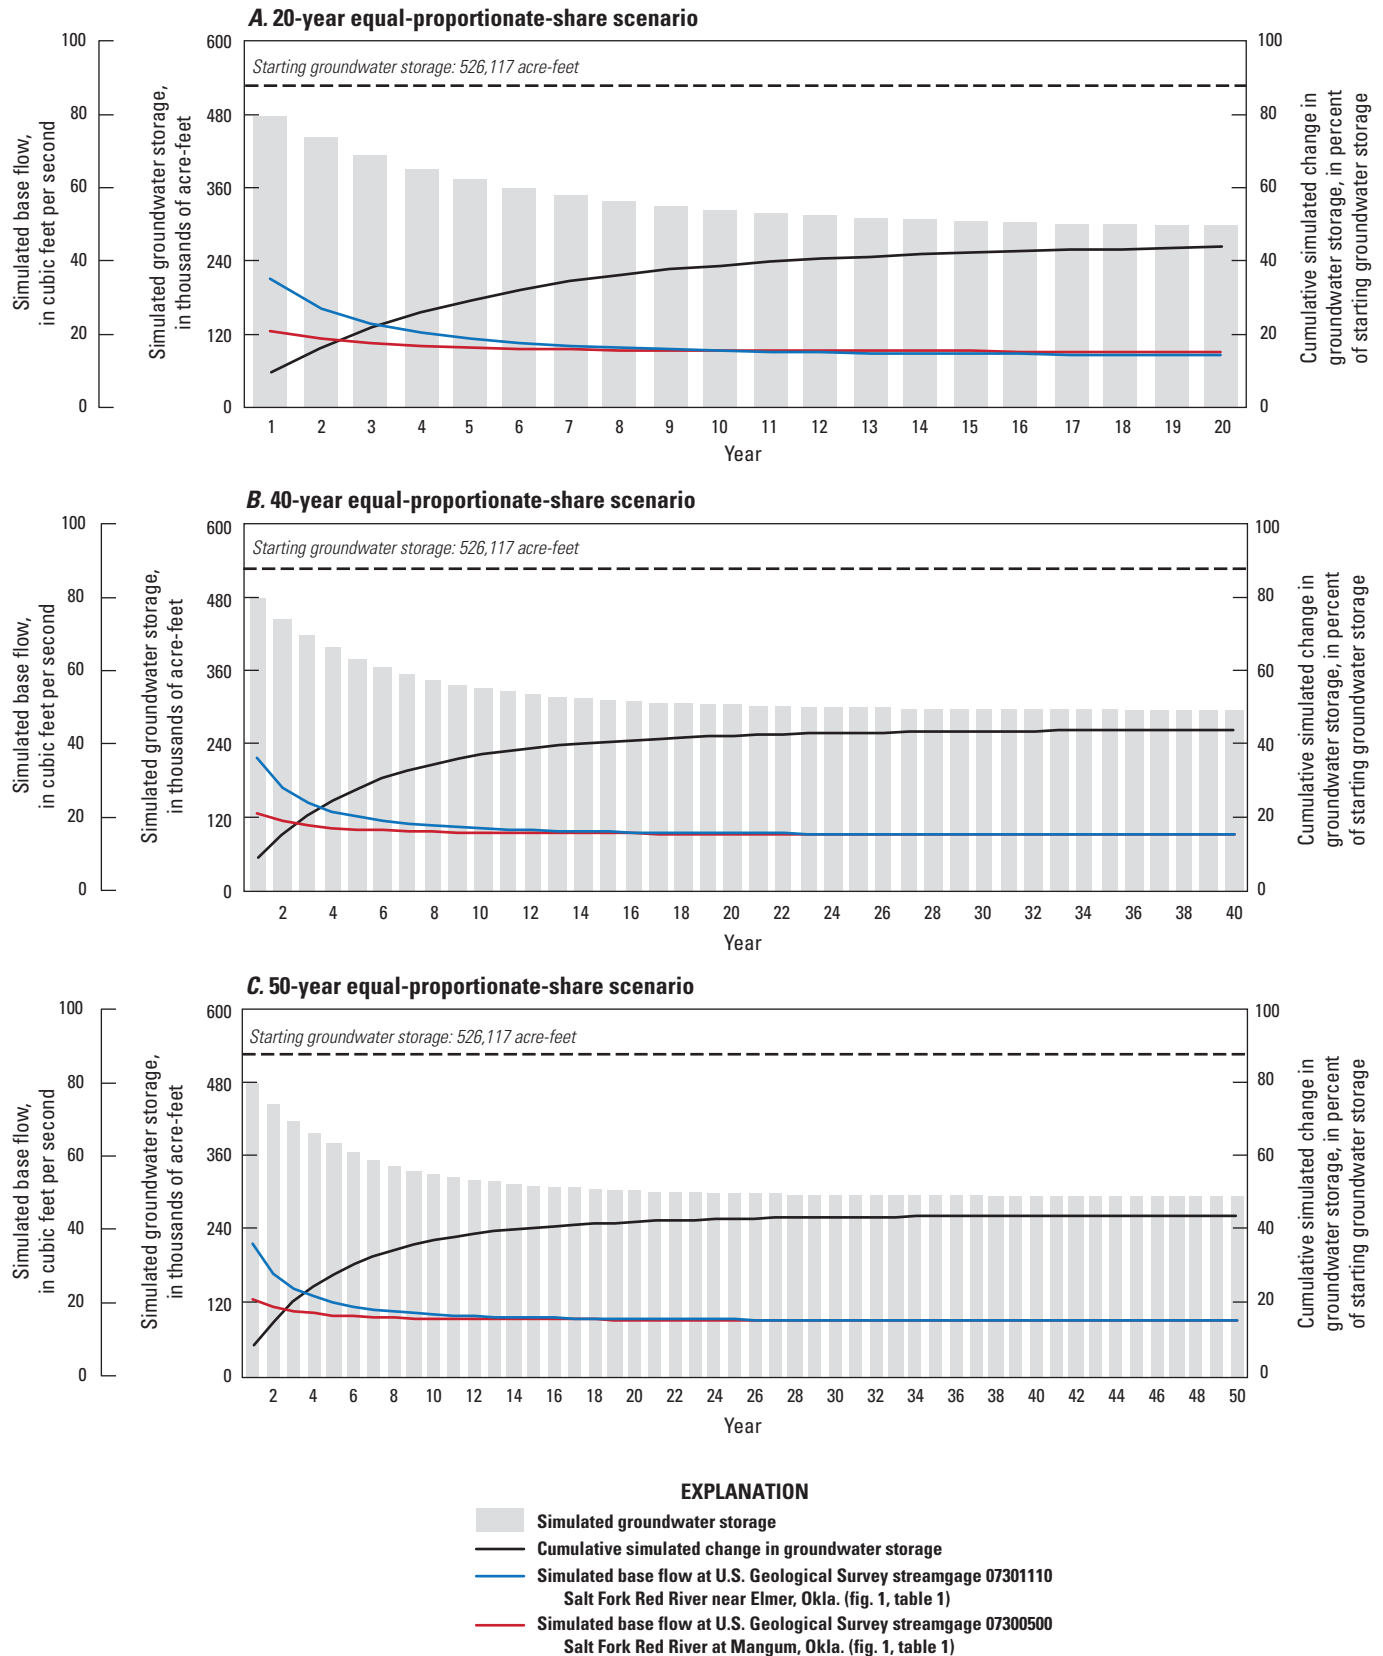 A. 20-year equal-proportionate-share scenario
Simulated base flow,
in cubic feet per second
100
80
60
40
20
0
Simulated groundwater storage,
in thousands of acre-feet
600
480
360
240
120
0
Starting groundwater storage: 526,117 acre-feet
100
80
60
40
20
0
Cumulative simulated change in
groundwater storage, in percent
of starting groundwater storage
1 2 3 4 5 6 7 8 9 10 11 12 13 14 15 16 17 18 19 20
Year
B. 40-year equal-proportionate-share scenario
Simulated base flow,
in cubic feet per second
100
80
60
40
20
0
Simulated groundwater storage,
in thousands of acre-feet
600
480
360
240
120
0
Starting groundwater storage: 526,117 acre-feet
100
80
60
40
20
0
Cumulative simulated change in
groundwater storage, in percent
of starting groundwater storage
2 4 6 8 10 12 14 16 18 20 22 24 26 28 30 32 34 36 38 40
Year
C. 50-year equal-proportionate-share scenario
Simulated base flow,
in cubic feet per second
100
80
60
40
20
0
Simulated groundwater storage,
in thousands of acre-feet
600
480
360
240
120
0
Starting groundwater storage: 526,117 acre-feet
100
80
60
40
20
0
Cumulative simulated change in
groundwater storage, in percent
of starting groundwater storage
2 4 6 8 10 12 14 16 18 20 22 24 26 28 30 32 34 36 38 40 42 44 46 48 50
Year
EXPLANATION
Simulated groundwater storage
Cumulative simulated change in groundwater storage
Simulated base flow at U.S. Geological Survey streamgage 07301110
Salt Fork Red River near Elmer, Okla. (fig. 1, table 1)
Simulated base flow at U.S. Geological Survey streamgage 07300500
Salt Fork Red River at Mangum, Okla. (fig. 1, table 1)